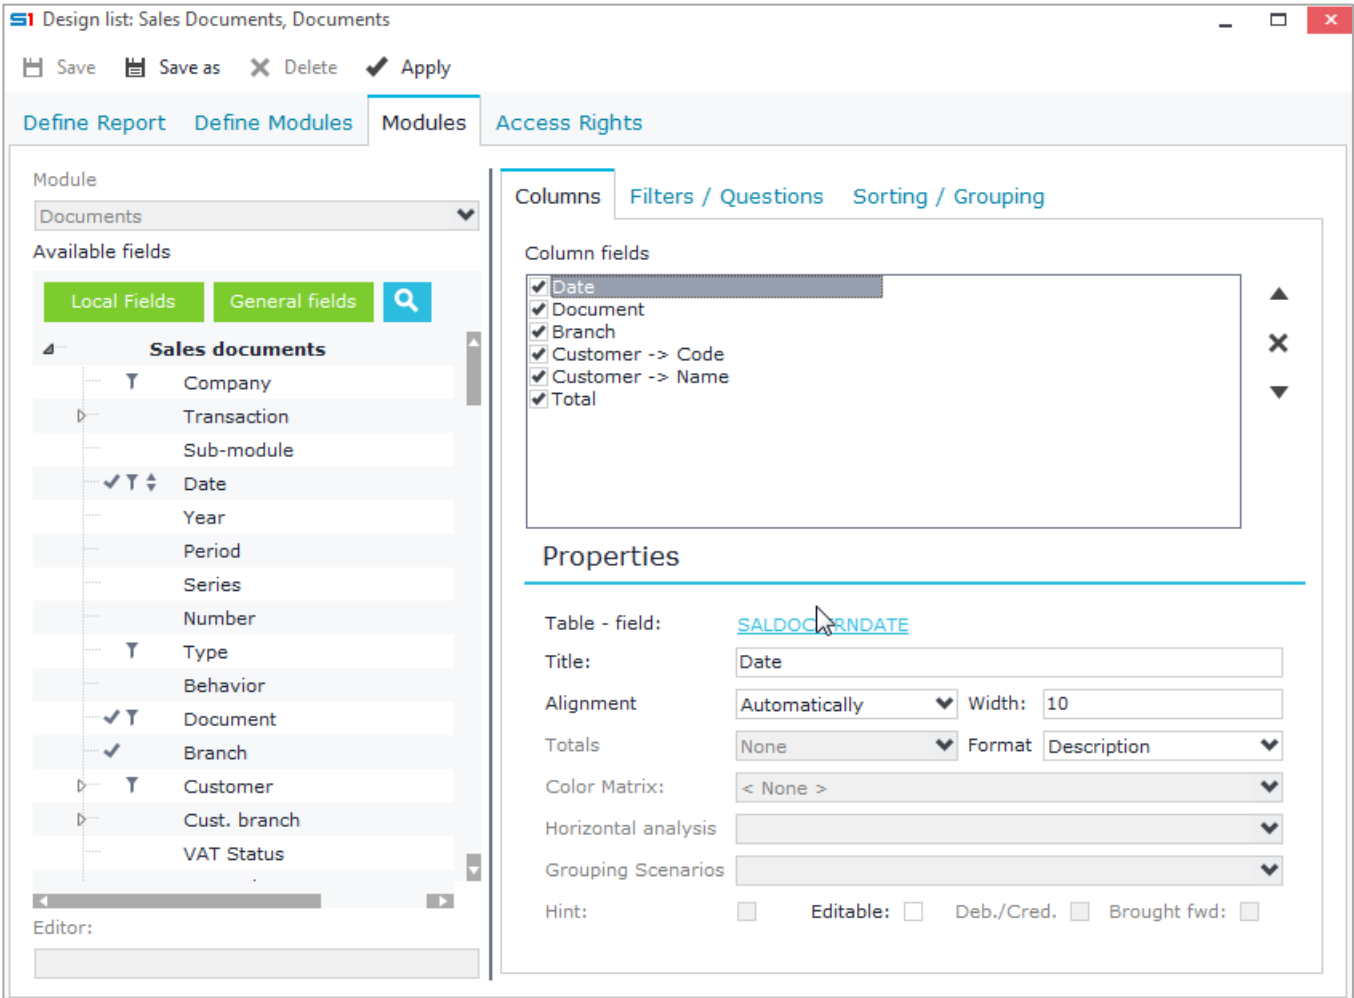 S1 Design list: Sales Documents, Documents
Save Save as Delete Apply
Define Report Define Modules Modules Access Rights
Module
Documents
Available fields
Local Fields General fields
Sales documents
Company
Transaction
Sub-module
Date
Year
Period
Series
Number
Type
Behavior
Document
Branch
Customer
Cust. branch
VAT Status
Editor:
Columns Filters / Questions Sorting / Grouping
Column fields
Date
Document
Branch
Customer -> Code
Customer -> Name
Total
Properties
Table - field:
Title: Date
Alignment Automatically Width: 10
Totals None Format Description
Color Matrix: < None >
Horizontal analysis
Grouping Scenarios
Hint: Editable: Deb./Cred. Brought fwd: